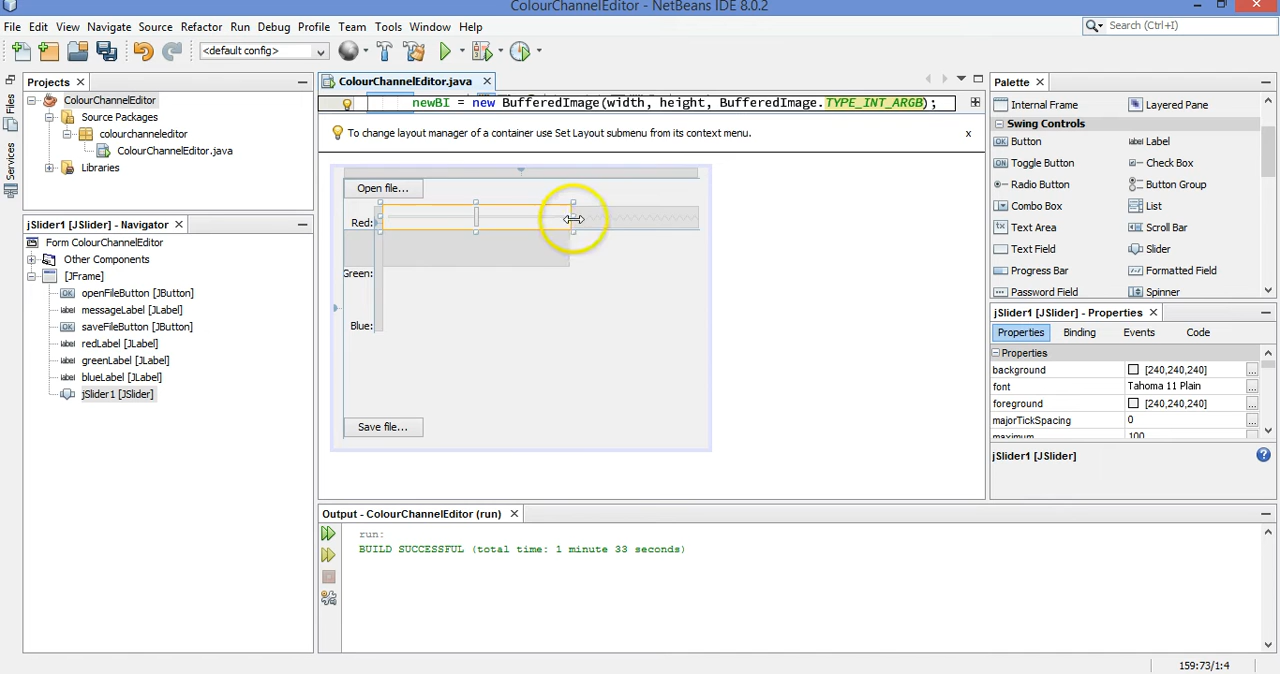 ColourChannelEditor - NetBeans IDE 8.0.2
File Edit View Navigate Source Refactor Run Debug Profile Team Tools Window Help
Search (Ctrl+I)
<default config>
Files
Services
Projects
ColourChannelEditor
Source Packages
colourchanneleditor
ColourChannelEditor.java
Libraries
jSlider1 [JSlider] - Navigator
Form ColourChannelEditor
Other Components
[JFrame]
openFileButton [JButton]
messageLabel [JLabel]
saveFileButton [JButton]
redLabel [JLabel]
greenLabel [JLabel]
blueLabel [JLabel]
jSlider1 [JSlider]
ColourChannelEditor.java
newBI = new BufferedImage(width, height, BufferedImage.TYPE_INT_ARGB);
To change layout manager of a container use Set Layout submenu from its context menu. x
Open file...
Red:
Green:
Blue:
Save file...
Output - ColourChannelEditor (run)
run:
BUILD SUCCESSFUL (total time: 1 minute 33 seconds)
Palette
Internal Frame Layered Pane
Swing Controls
OK Button label Label
OK Toggle Button Check Box
Radio Button Button Group
Combo Box List
Text Area Scroll Bar
Text Field Slider
Progress Bar Formatted Field
Password Field Spinner
jSlider1 [JSlider] - Properties
Properties Binding Events Code
Properties
background [240,240,240] ...
font Tahoma 11 Plain ...
foreground [240,240,240] ...
majorTickSpacing 0 ...
maximum 100
jSlider1 [JSlider]
159:73/1:4